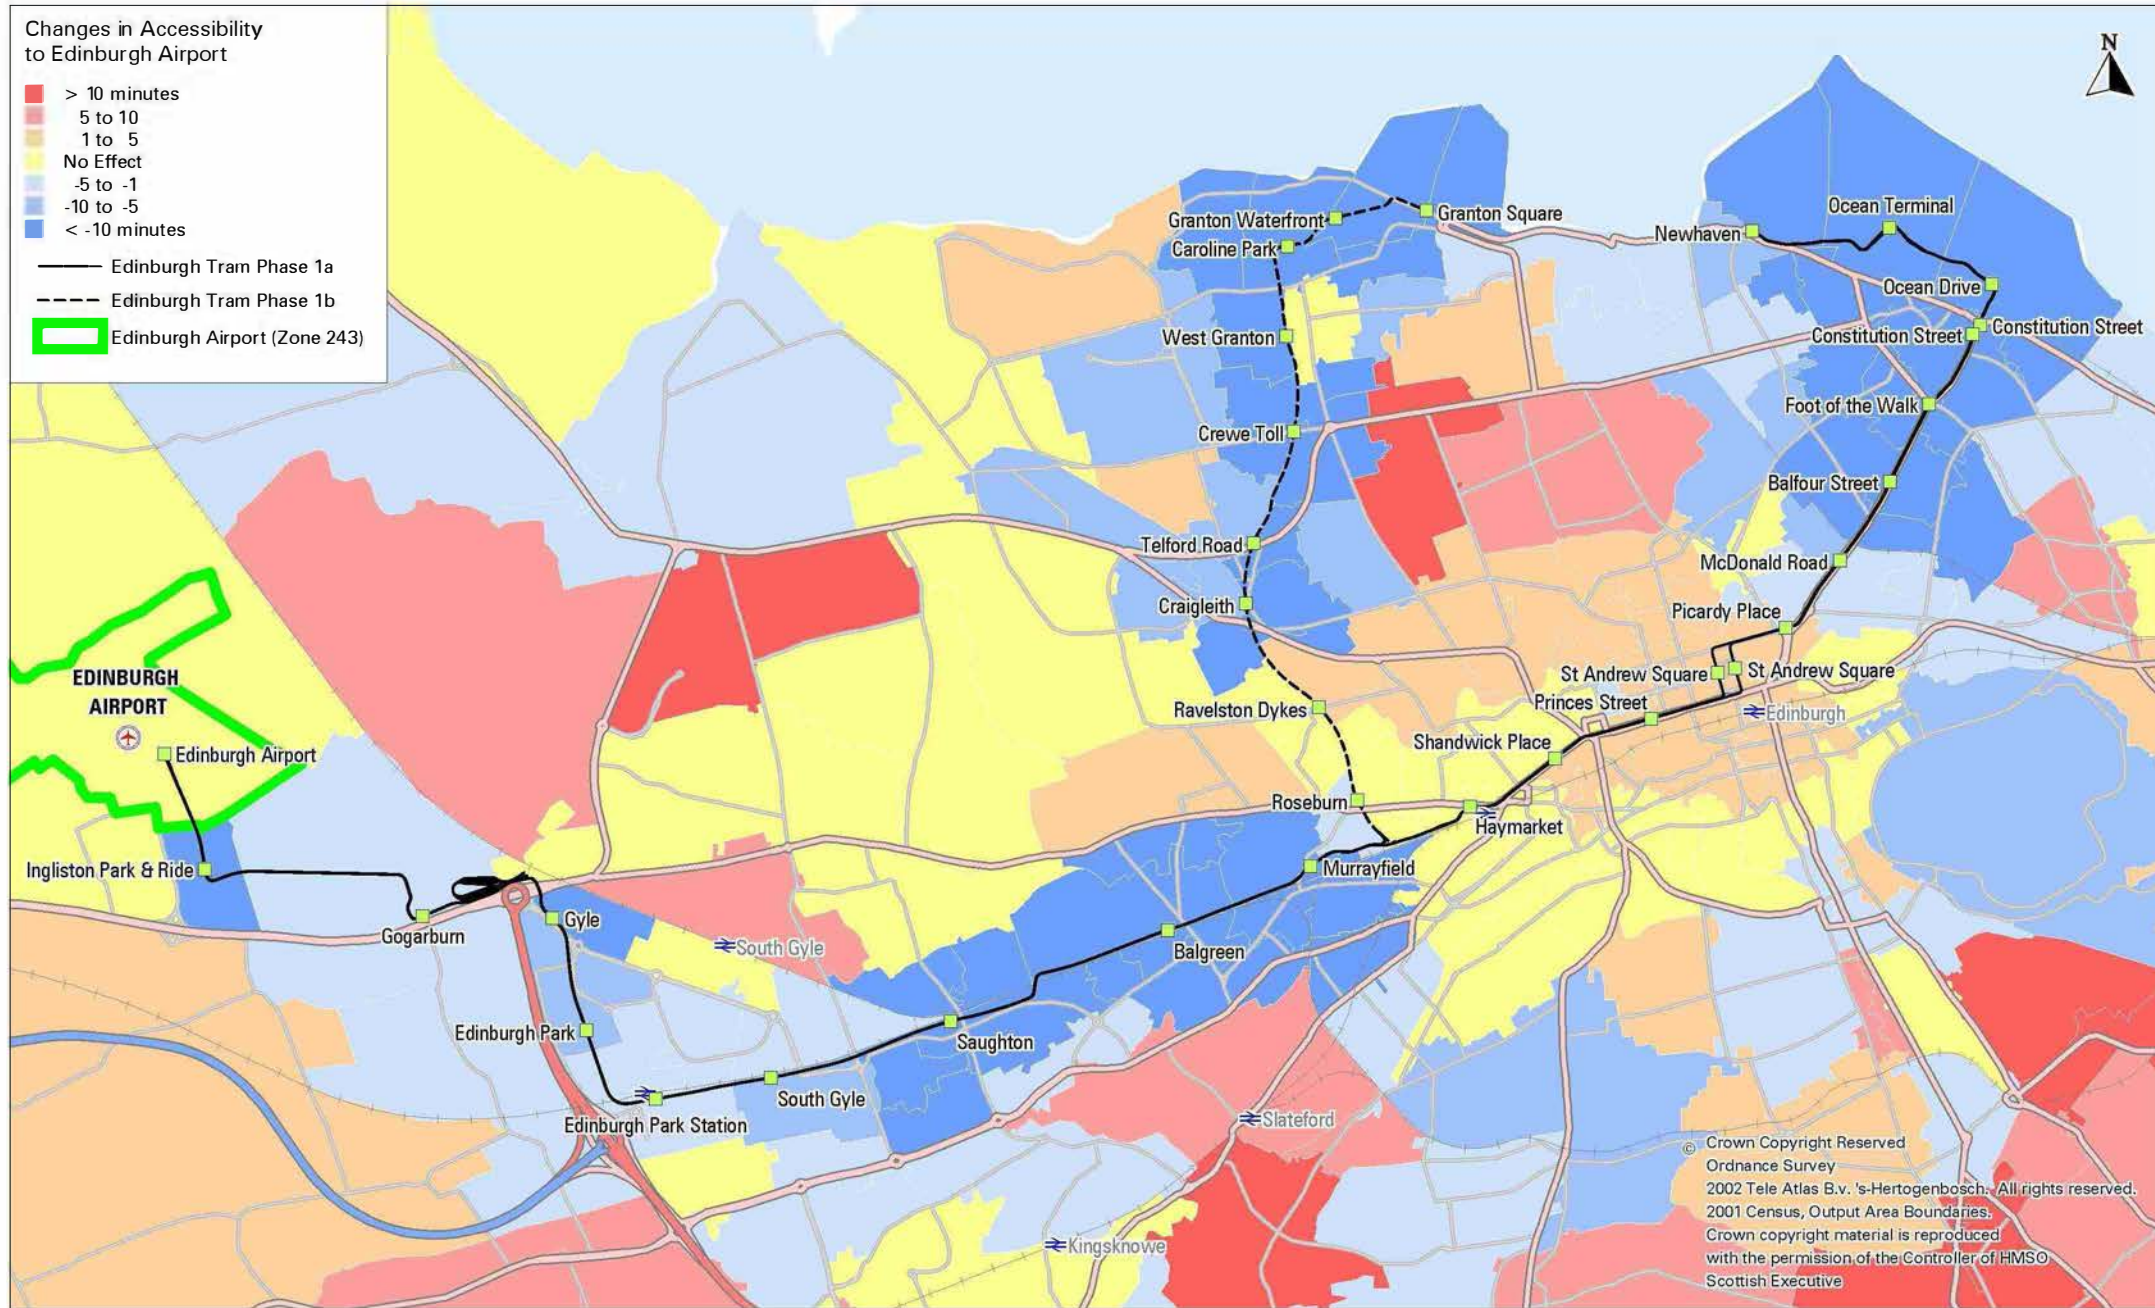 Changes in Accessibility
to Edinburgh Airport
> 10 minutes
5 to 10
1 to 5
No Effect
-5 to -1
-10 to -5
< -10 minutes
Edinburgh Tram Phase 1a
Edinburgh Tram Phase 1b
Edinburgh Airport (Zone 243)
N
Ocean Terminal
Granton Waterfront
Granton Square
Newhaven
Caroline Park
Ocean Drive
Constitution Street
Constitution Street
West Granton
Foot of the Walk
Crewe Toll
Balfour Street
Telford Road
McDonald Road
Craigleith
Picardy Place
St Andrew Square
St Andrew Square
EDINBURGH
AIRPORT
Princes Street
Edinburgh
Ravelston Dykes
Shandwick Place
Edinburgh Airport
Roseburn
Haymarket
Ingliston Park & Ride
Murrayfield
Gyle
Gogarburn
South Gyle
Balgreen
Edinburgh Park
Saughton
South Gyle
Edinburgh Park Station
Slateford
Kingsknowe
© Crown Copyright Reserved
Ordnance Survey
2002 Tele Atlas B.v. 's-Hertogenbosch. All rights reserved.
2001 Census, Output Area Boundaries.
Crown copyright material is reproduced
with the permission of the Controller of HMSO
Scottish Executive